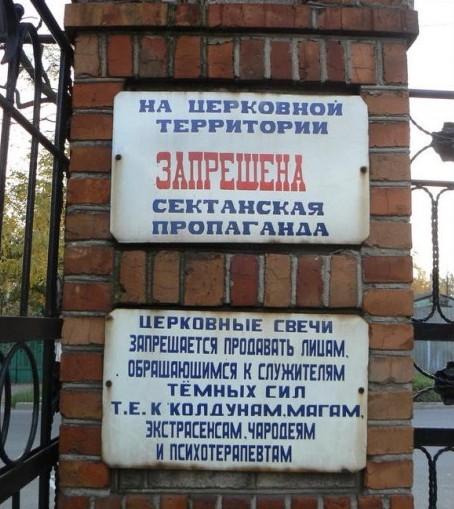 НА ЦЕРКОВНОЙ
ТЕРРИТОРИИ
ЗАПРЕШЕНА
СЕКТАНСКАЯ
ПРОПАГАНДА
ЦЕРКОВНЫЕ СВЕЧИ
ЗАПРЕЩАЕТСЯ ПРОДАВАТЬ ЛИЦАМ,
ОБРАЩАЮЩИМСЯ К СЛУЖИТЕЛЯМ
ТЁМНЫХ СИЛ
Т.Е. К КОЛДУНАМ, МАГАМ,
ЭКСТРАСЕНСАМ, ЧАРОДЕЯМ
И ПСИХОТЕРАПЕВТАМ